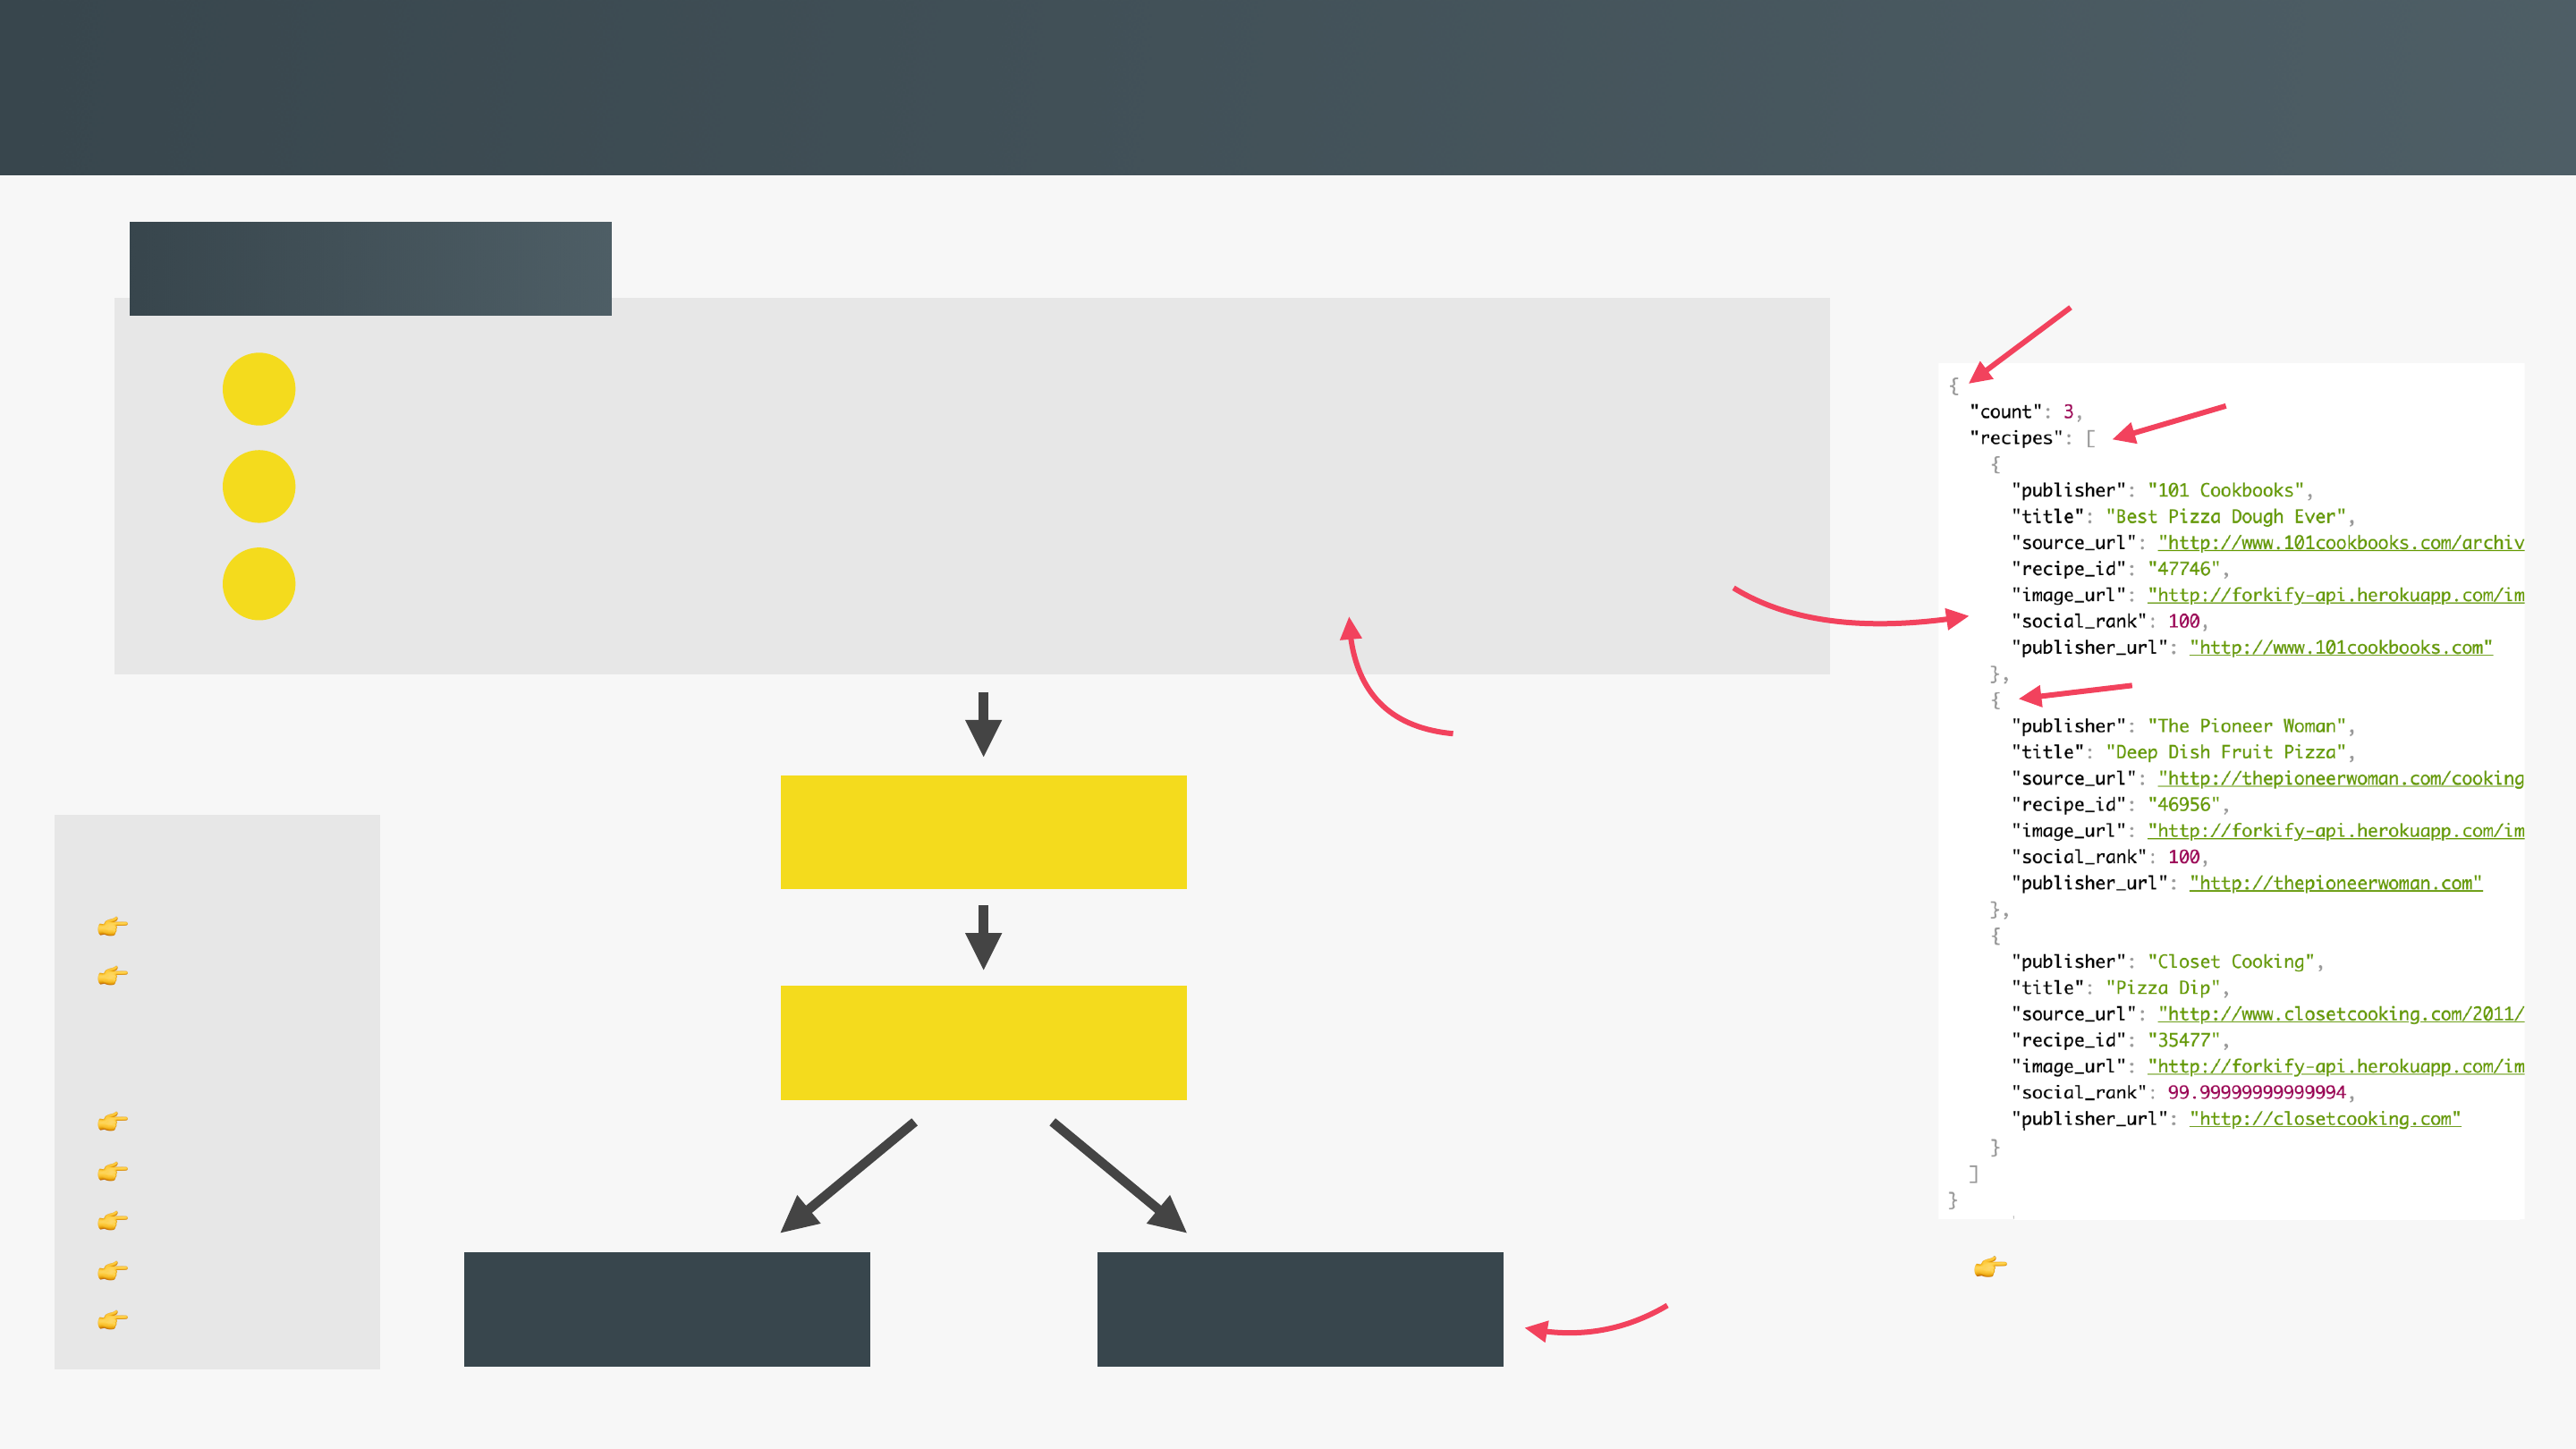 {
"count": 3,
"recipes": [
{
"publisher": "101 Cookbooks",
"title": "Best Pizza Dough Ever",
"source_url": "http://www.101cookbooks.com/archiv
"recipe_id": "47746",
"image_url": "http://forkify-api.herokuapp.com/im
"social_rank": 100,
"publisher_url": "http://www.101cookbooks.com"
},
{
"publisher": "The Pioneer Woman",
"title": "Deep Dish Fruit Pizza",
"source_url": "http://thepioneerwoman.com/cooking
"recipe_id": "46956",
"image_url": "http://forkify-api.herokuapp.com/im
"social_rank": 100,
"publisher_url": "http://thepioneerwoman.com"
},
{
"publisher": "Closet Cooking",
"title": "Pizza Dip",
"source_url": "http://www.closetcooking.com/2011/
"recipe_id": "35477",
"image_url": "http://forkify-api.herokuapp.com/im
"social_rank": 99.99999999999994,
"publisher_url": "http://closetcooking.com"
}
]
}